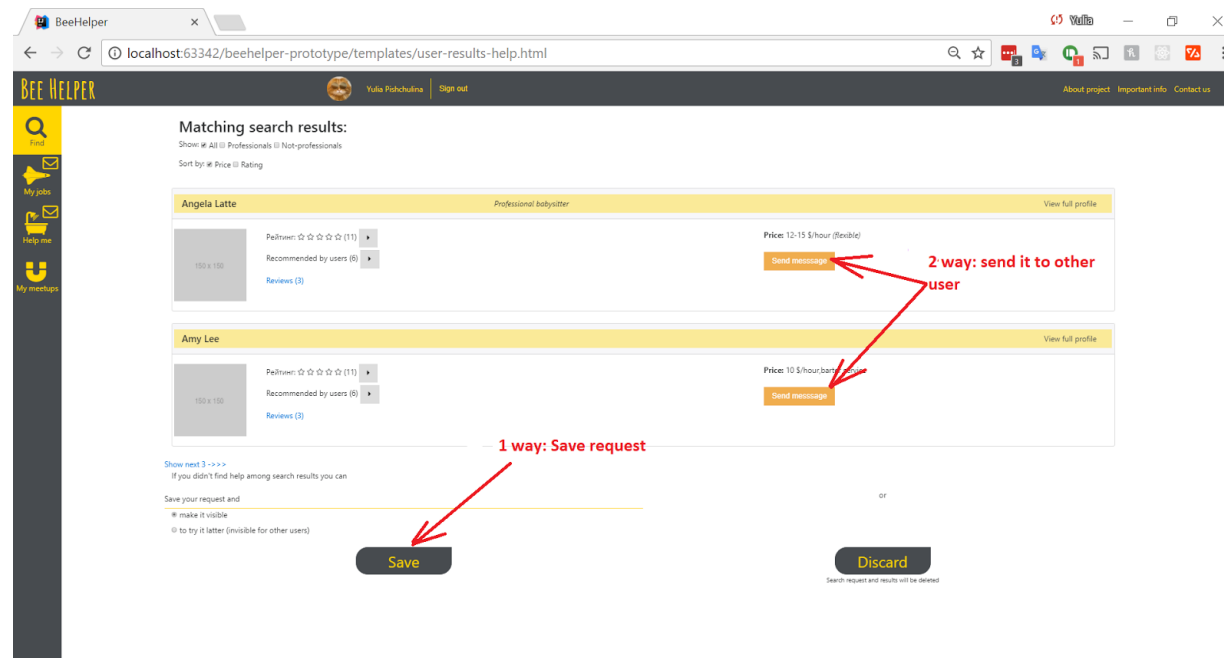 BeeHelper
Yulia
localhost:63342/beehelper-prototype/templates/user-results-help.html
3
1
BEE HELPER
Yulia Pishchulina
Sign out
About project Important info Contact us
Find
My jobs
Help me
My meetups
Matching search results:
Show: All Professionals Not-professionals
Sort by: Price Rating
Angela Latte
Professional babysitter
View full profile
150 x 150
Рейтинг: ☆☆☆☆☆ (11)
Recommended by users (6)
Reviews (3)
Price: 12-15 $/hour (flexible)
Send messsage
2 way: send it to other
user
Amy Lee
View full profile
150 x 150
Рейтинг: ☆☆☆☆☆ (11)
Recommended by users (6)
Reviews (3)
Price: 10 $/hour,barter service
Send messsage
1 way: Save request
Show next 3 ->>>
If you didn't find help among search results you can
Save your request and
or
make it visible
to try it latter (invisible for other users)
Save
Discard
Search request and results will be deleted